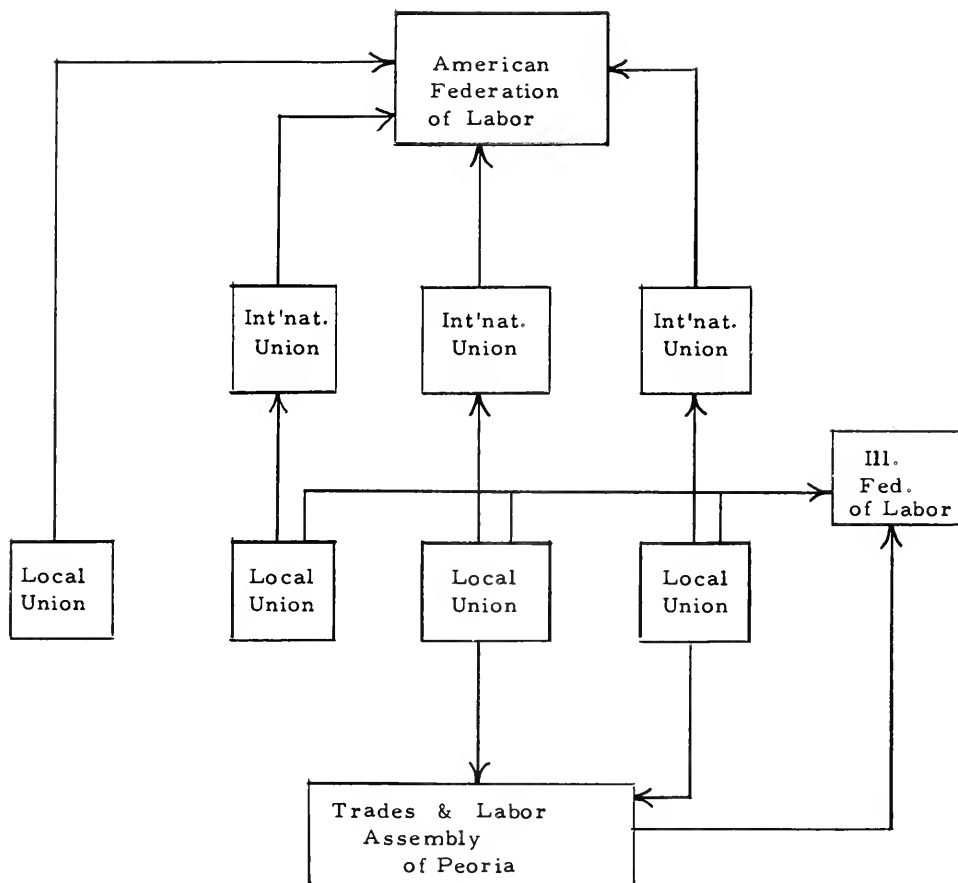 American
Federation
of Labor
Int'nat.
Union
Int'nat.
Union
Int'nat.
Union
Ill.
Fed.
of Labor
Local
Union
Local
Union
Local
Union
Local
Union
Trades & Labor
Assembly
of Peoria